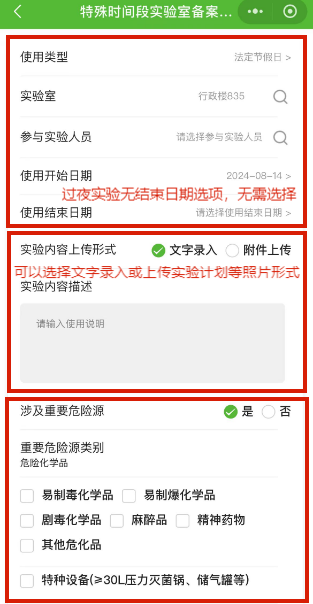 特殊时间段实验室备案...
使用类型 法定节假日 >
实验室 行政楼835
参与实验人员 请选择参与实验人员
使用开始日期 2024-08-14 >
过夜实验无结束日期选项，无需选择
使用结束日期 请选择使用结束日期 >
实验内容上传形式 文字录入 附件上传
可以选择文字录入或上传实验计划等照片形式
实验内容描述
请输入使用说明
涉及重要危险源 是 否
重要危险源类别
危险化学品
易制毒化学品 易制爆化学品
剧毒化学品 麻醉品 精神药物
其他危化品
特种设备(≥30L压力灭菌锅、储气罐等)